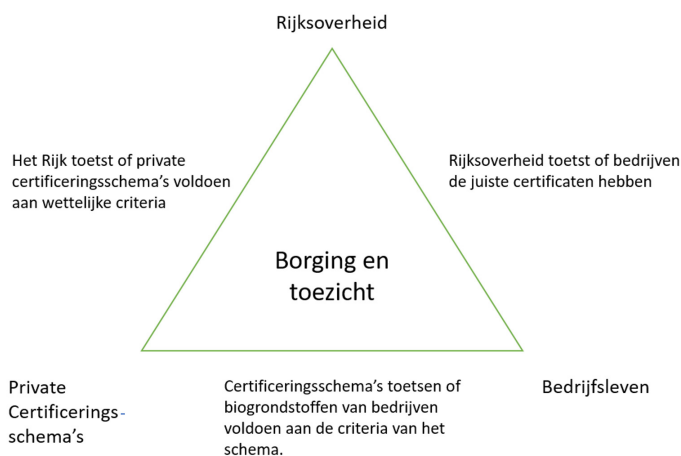 Rijksoverheid
Het Rijk toetst of private
certificeringsschema's voldoen
aan wettelijke criteria
Rijksoverheid toetst of bedrijven
de juiste certificaten hebben
Borging en
toezicht
Private
Certificerings-
schema's
Certificeringsschema's toetsen of
biogrondstoffen van bedrijven
voldoen aan de criteria van het
schema.
Bedrijfsleven